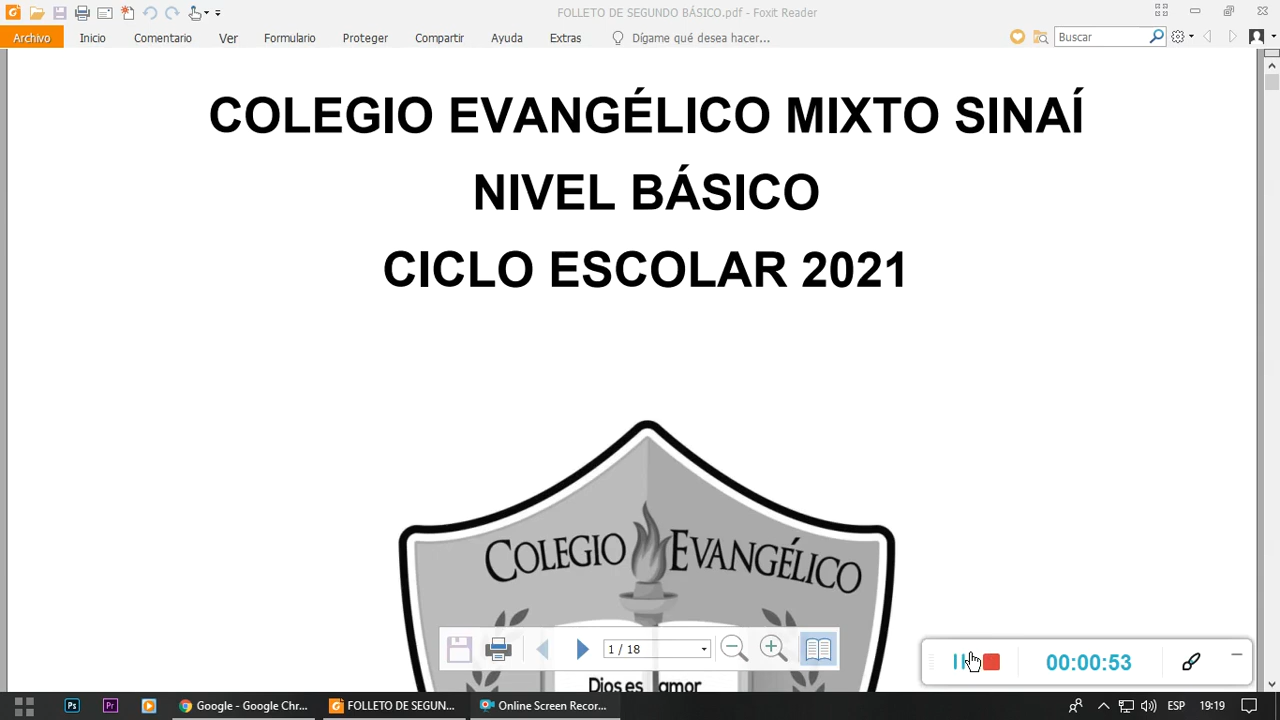 FOLLETO DE SEGUNDO BÁSICO.pdf - Foxit Reader
Archivo Inicio Comentario Ver Formulario Proteger Compartir Ayuda Extras Dígame qué desea hacer... Buscar
COLEGIO EVANGÉLICO MIXTO SINAÍ
NIVEL BÁSICO
CICLO ESCOLAR 2021
COLEGIO EVANGÉLICO
1 / 18
00:00:53
Dios es amor
Ps Pr Google - Google Chr... FOLLETO DE SEGUN... Online Screen Recor... ESP 19:19